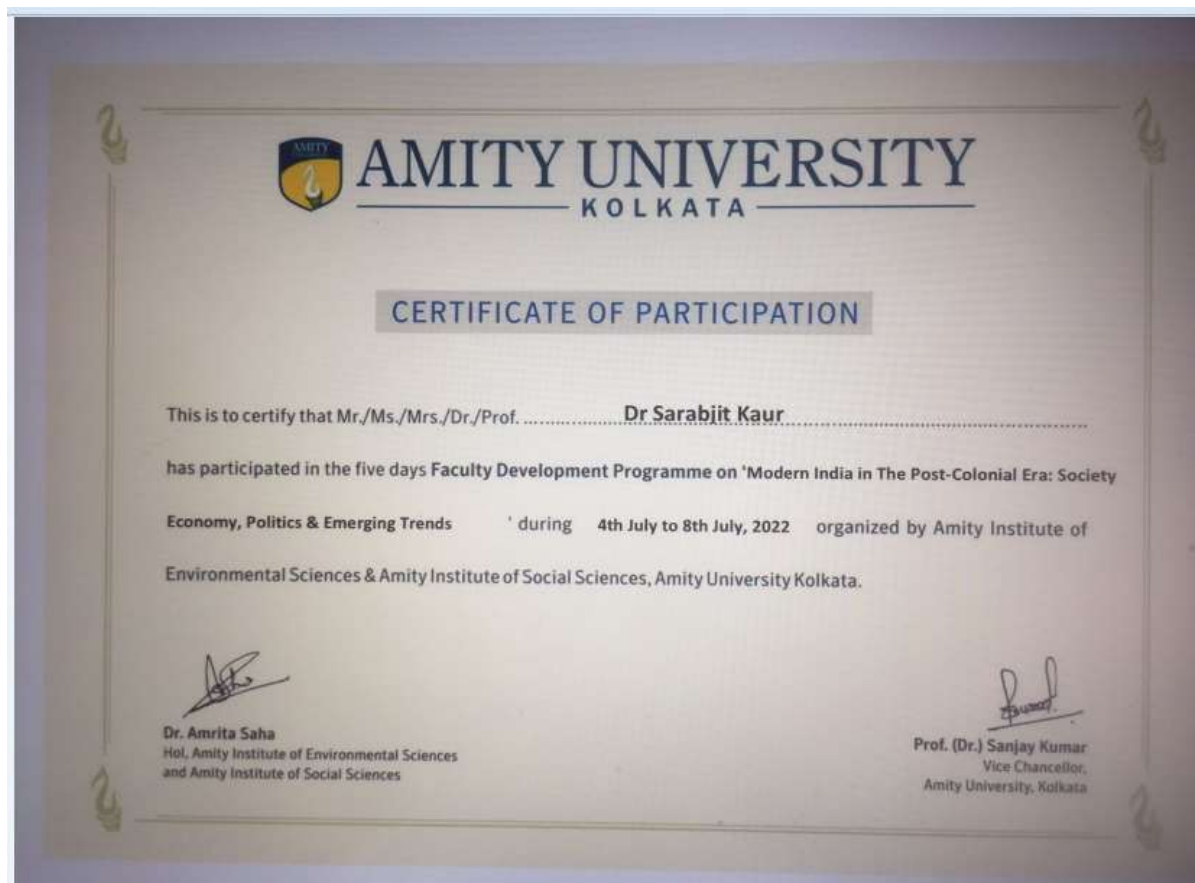 AMITY
AMITY UNIVERSITY
KOLKATA
CERTIFICATE OF PARTICIPATION
This is to certify that Mr./Ms./Mrs./Dr./Prof. ............ Dr Sarabjit Kaur ............
has participated in the five days Faculty Development Programme on 'Modern India in The Post-Colonial Era: Society
Economy, Politics & Emerging Trends ' during 4th July to 8th July, 2022 organized by Amity Institute of
Environmental Sciences & Amity Institute of Social Sciences, Amity University Kolkata.
Dr. Amrita Saha
HoI, Amity Institute of Environmental Sciences
and Amity Institute of Social Sciences
Prof. (Dr.) Sanjay Kumar
Vice Chancellor,
Amity University, Kolkata